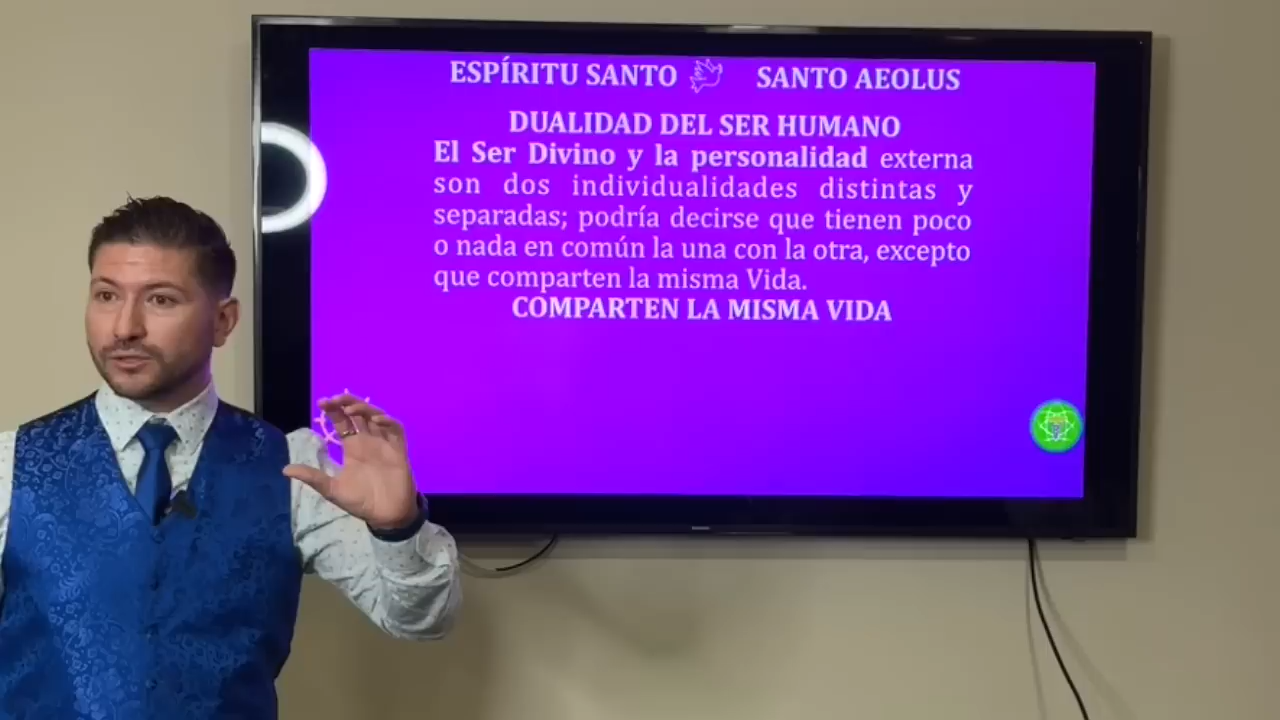 ESPÍRITU SANTO SANTO AEOLUS
DUALIDAD DEL SER HUMANO
El Ser Divino y la personalidad externa
son dos individualidades distintas y
separadas; podría decirse que tienen poco
o nada en común la una con la otra, excepto
que comparten la misma Vida.
COMPARTEN LA MISMA VIDA